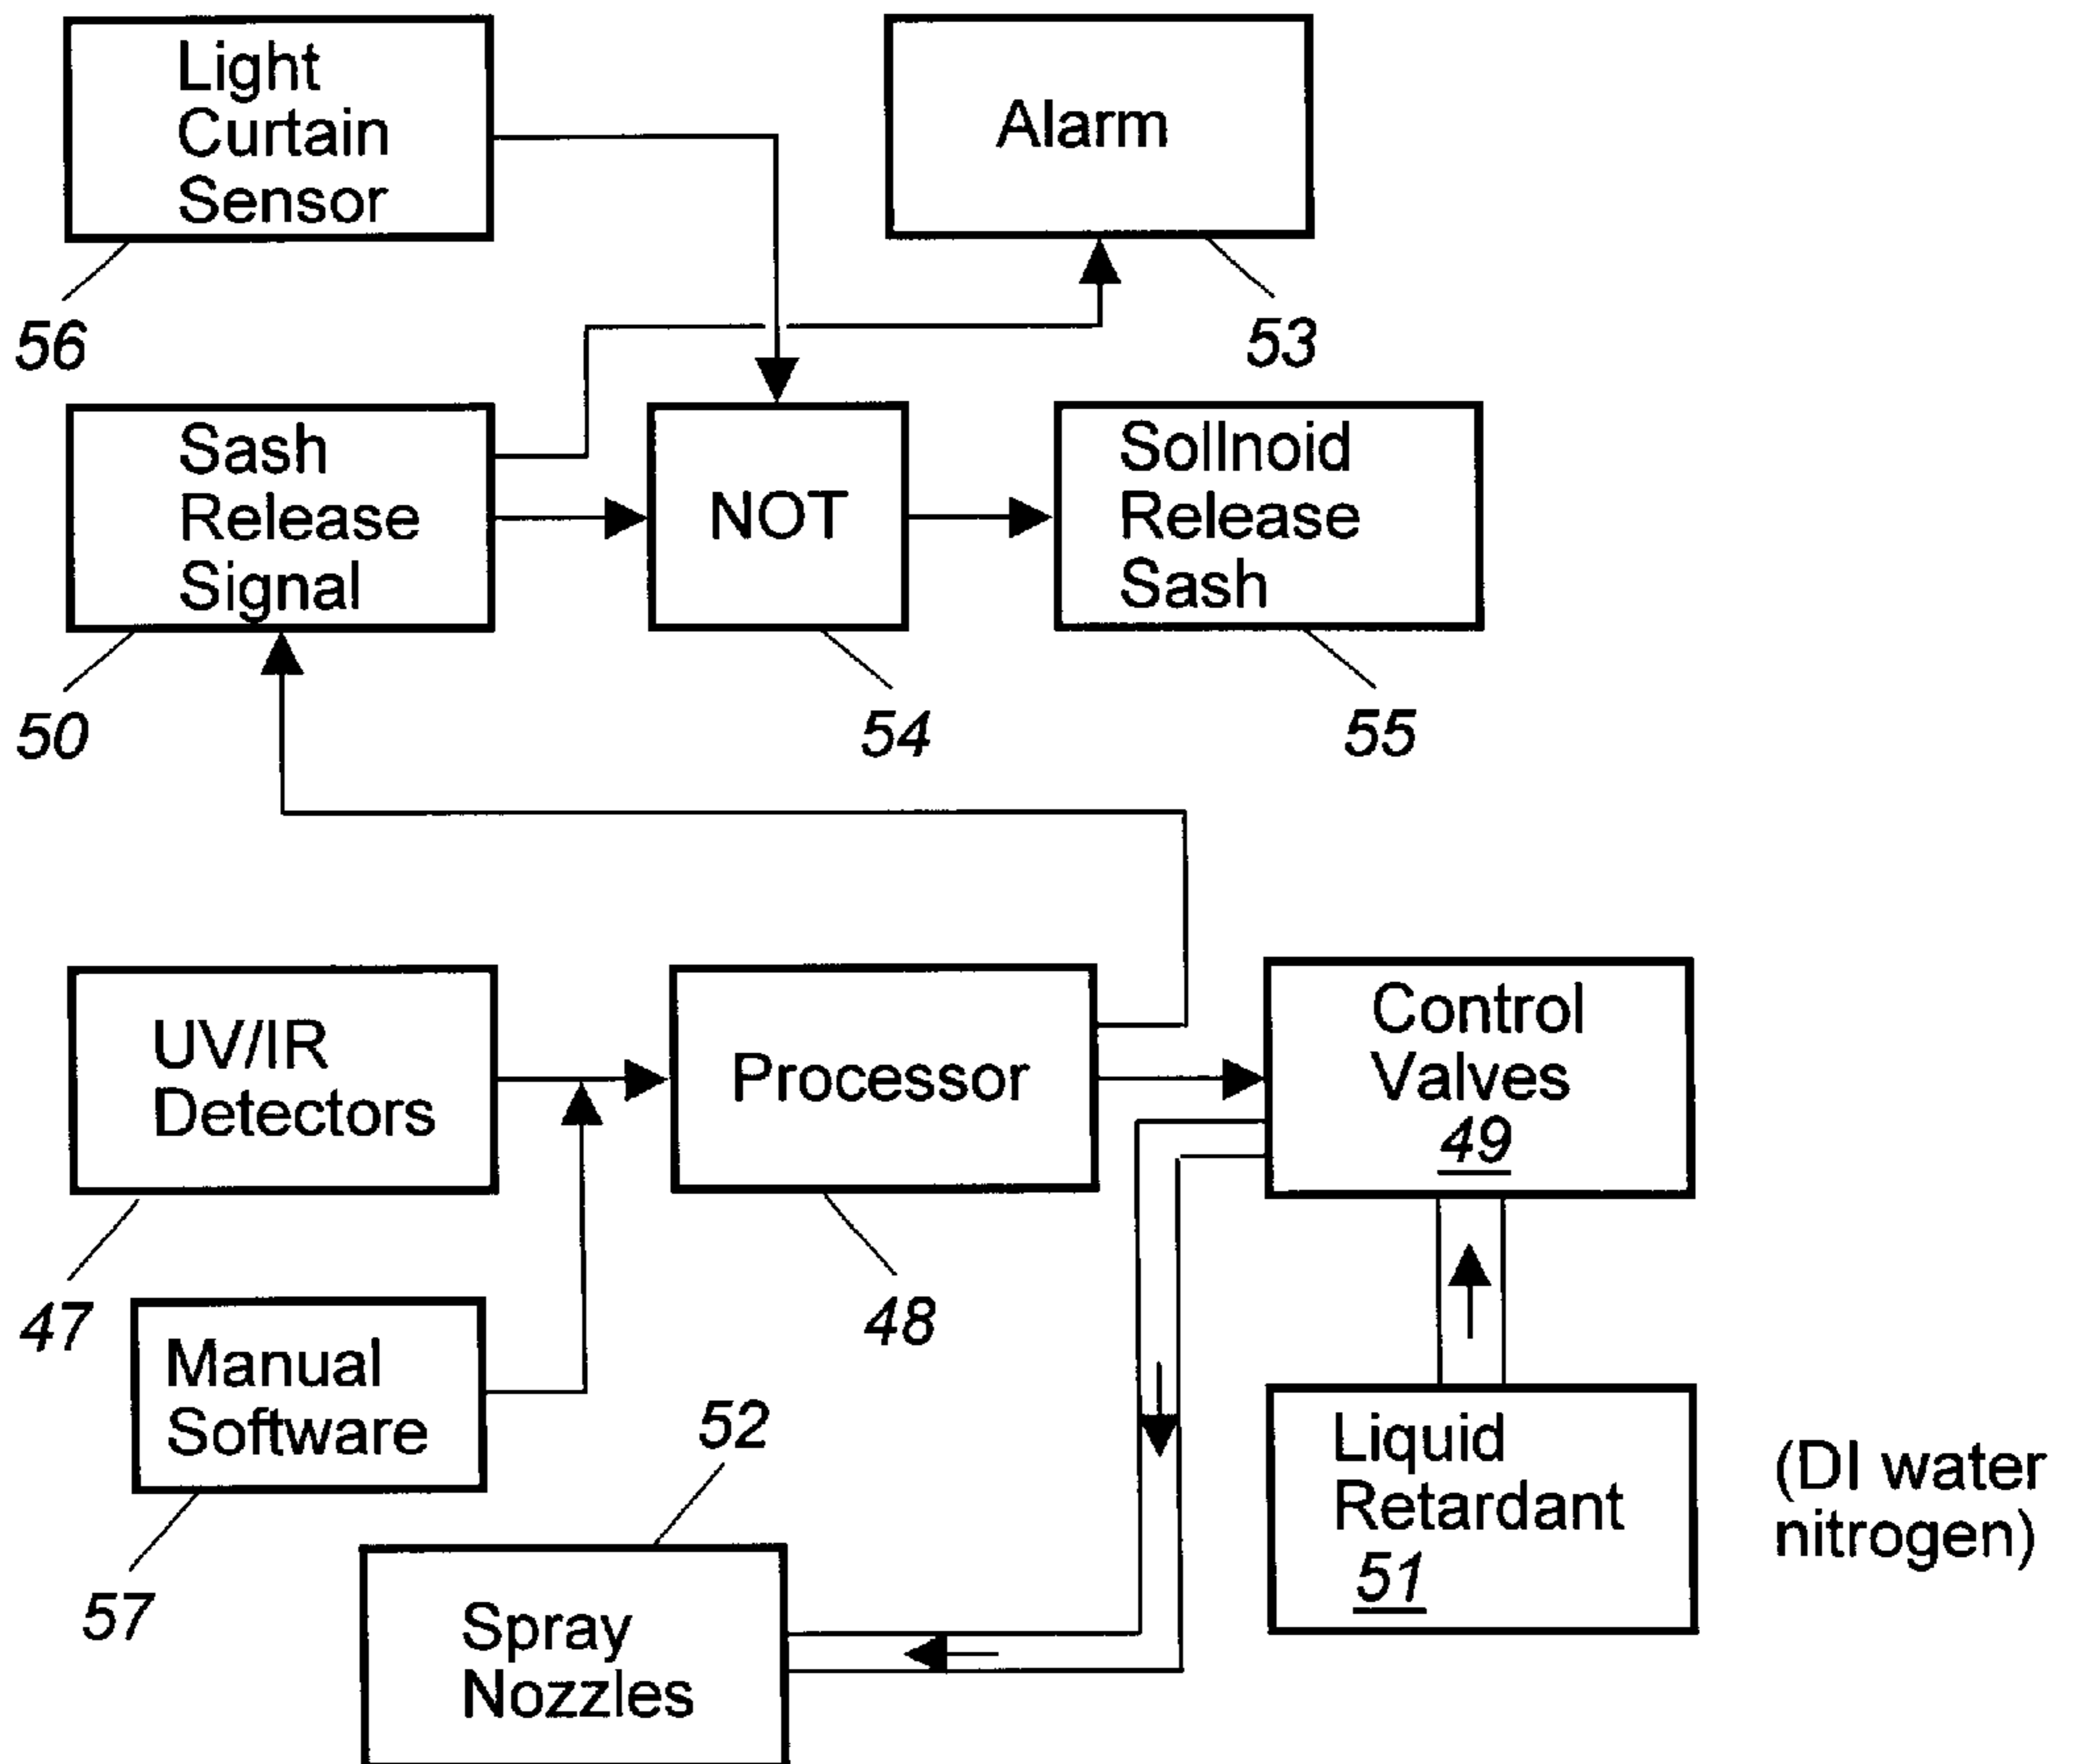 Light
Curtain
Sensor
Alarm
56
53
Sash
Release
Signal
NOT
Sollnoid
Release
Sash
50
54
55
UV/IR
Detectors
Processor
Control
Valves
49
47
48
Manual
Software
57
52
Liquid
Retardant
51
(DI water
nitrogen)
Spray
Nozzles